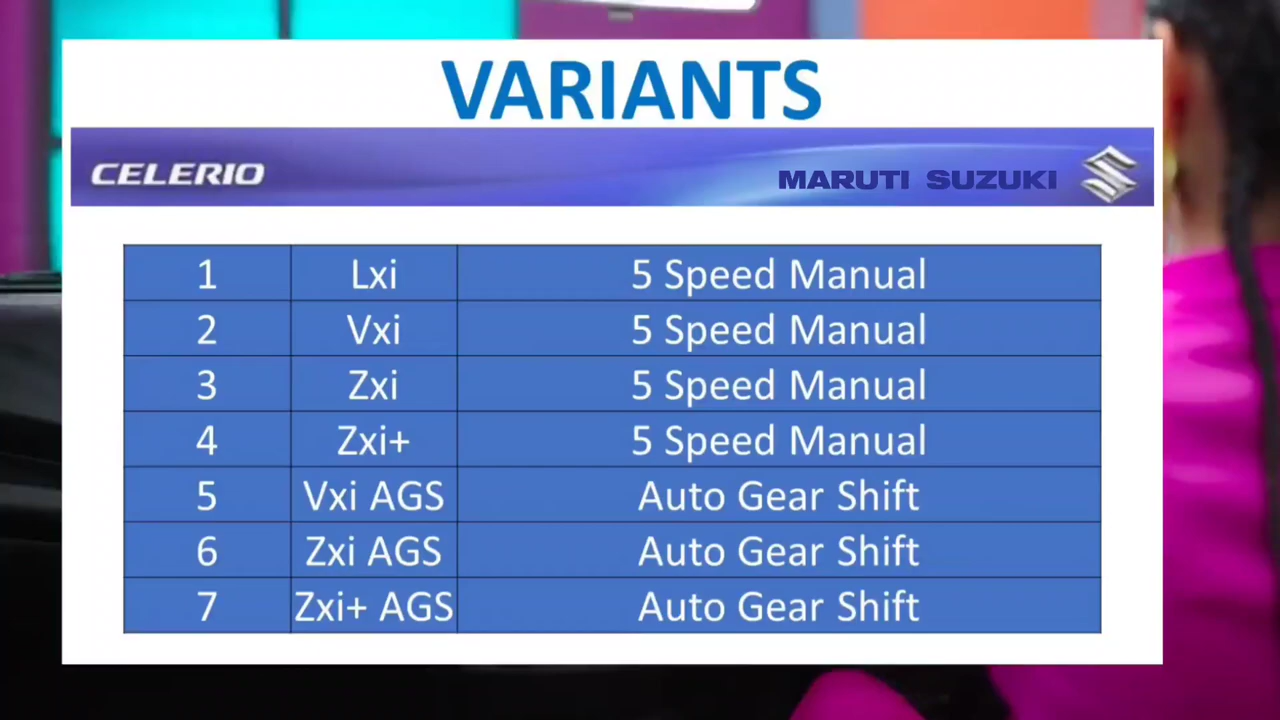 VARIANTS
CELERIO MARUTI SUZUKI
1 Lxi 5 Speed Manual
2 Vxi 5 Speed Manual
3 Zxi 5 Speed Manual
4 Zxi+ 5 Speed Manual
5 Vxi AGS Auto Gear Shift
6 Zxi AGS Auto Gear Shift
7 Zxi+ AGS Auto Gear Shift